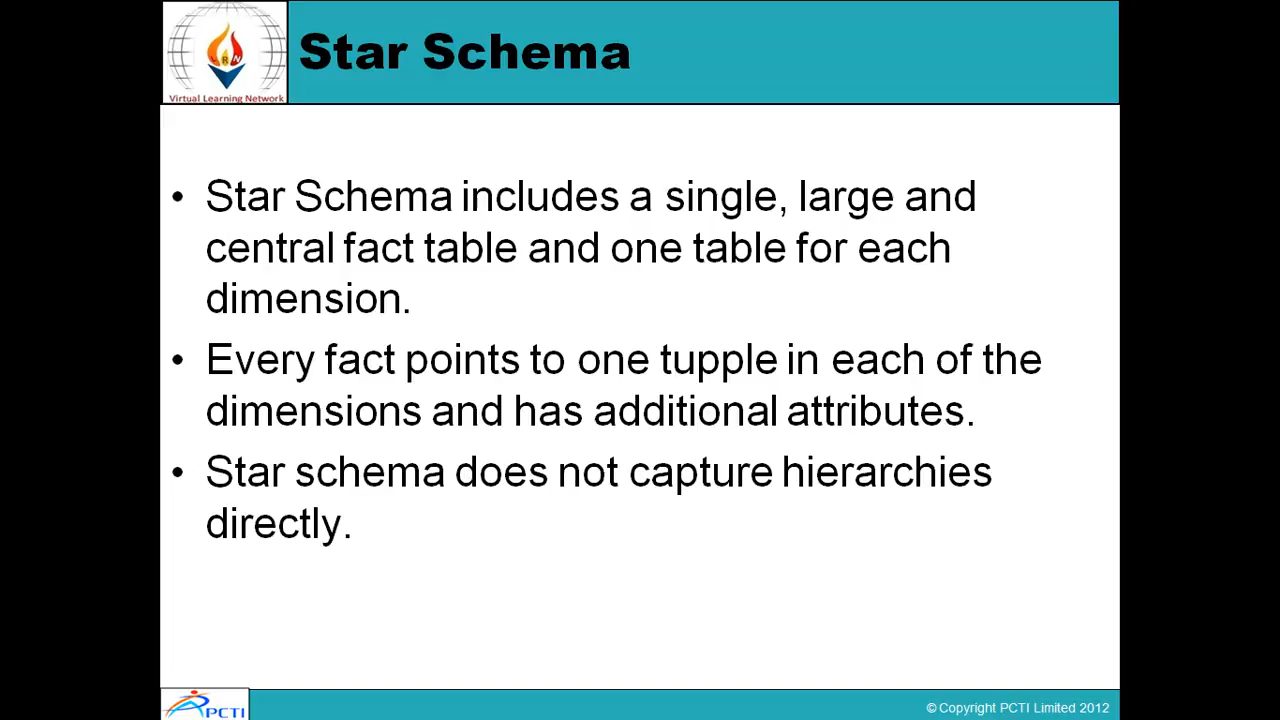 Star Schema
LRN
Virtual Learning Network
• Star Schema includes a single, large and
central fact table and one table for each
dimension.
• Every fact points to one tupple in each of the
dimensions and has additional attributes.
• Star schema does not capture hierarchies
directly.
PCTI
© Copyright PCTI Limited 2012